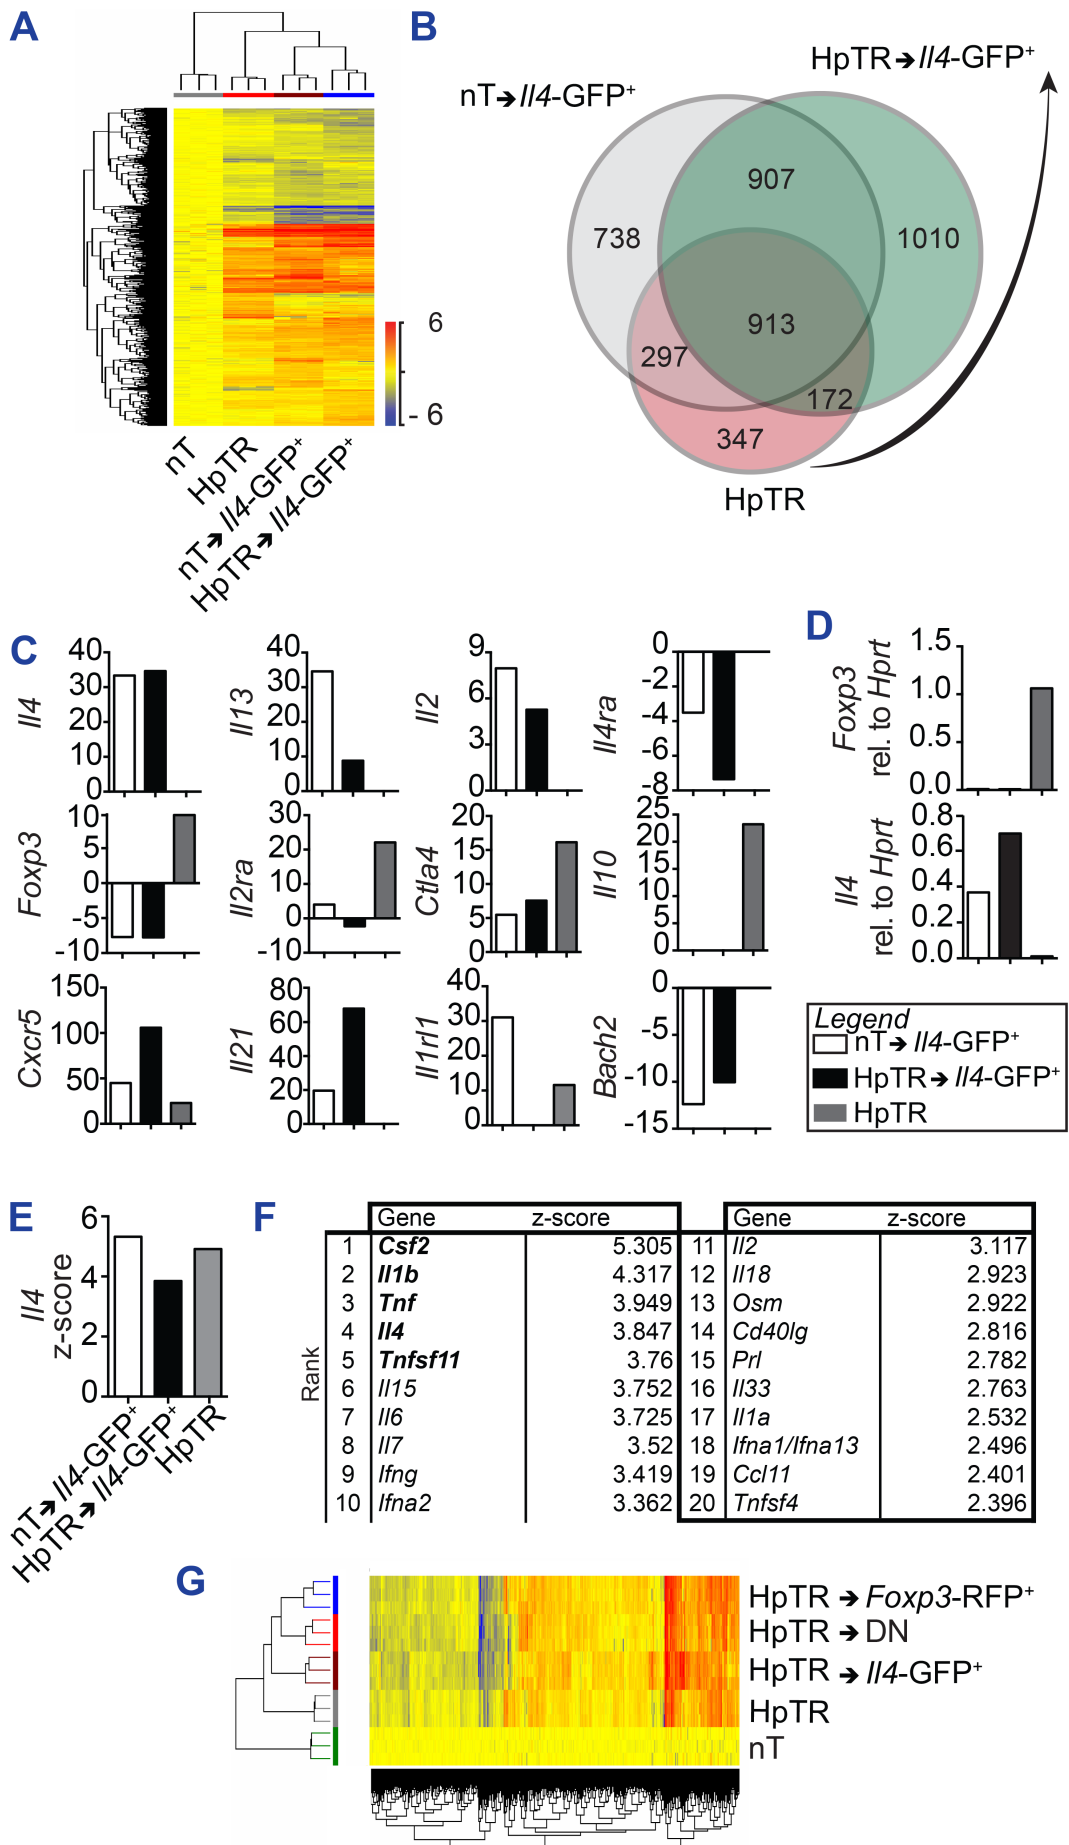 A
nT
HpTR
nT➔Il4-GFP+
HpTR➔Il4-GFP+
6
- 6
B
nT➔Il4-GFP+
HpTR➔Il4-GFP+
907
738
1010
913
297
172
347
HpTR
C
Il4
40
30
20
10
0
Il13
40
30
20
10
0
Il2
9
6
3
0
Il4ra
0
-2
-4
-6
-8
Foxp3
10
5
0
-5
-10
Il2ra
30
20
10
0
-10
Ctla4
20
15
10
5
0
Il10
25
20
15
10
5
0
Cxcr5
150
100
50
0
Il21
80
60
40
20
0
Il1rl1
40
30
20
10
0
Bach2
0
-5
-10
-15
D
Foxp3
rel. to Hprt
1.5
1.0
0.5
0.0
Il4
rel. to Hprt
0.8
0.6
0.4
0.2
0.0
Legend
nT➔Il4-GFP+
HpTR➔Il4-GFP+
HpTR
E
Il4
z-score
6
4
2
0
nT➔Il4-GFP+
HpTR➔Il4-GFP+
HpTR
F
Rank
Gene z-score Gene z-score
1 Csf2 5.305 11 Il2 3.117
2 Il1b 4.317 12 Il18 2.923
3 Tnf 3.949 13 Osm 2.922
4 Il4 3.847 14 Cd40lg 2.816
5 Tnfsf11 3.76 15 Prl 2.782
6 Il15 3.752 16 Il33 2.763
7 Il6 3.725 17 Il1a 2.532
8 Il7 3.52 18 Ifna1/Ifna13 2.496
9 Ifng 3.419 19 Ccl11 2.401
10 Ifna2 3.362 20 Tnfsf4 2.396
G
HpTR ➔ Foxp3-RFP+
HpTR ➔ DN
HpTR ➔ Il4-GFP+
HpTR
nT